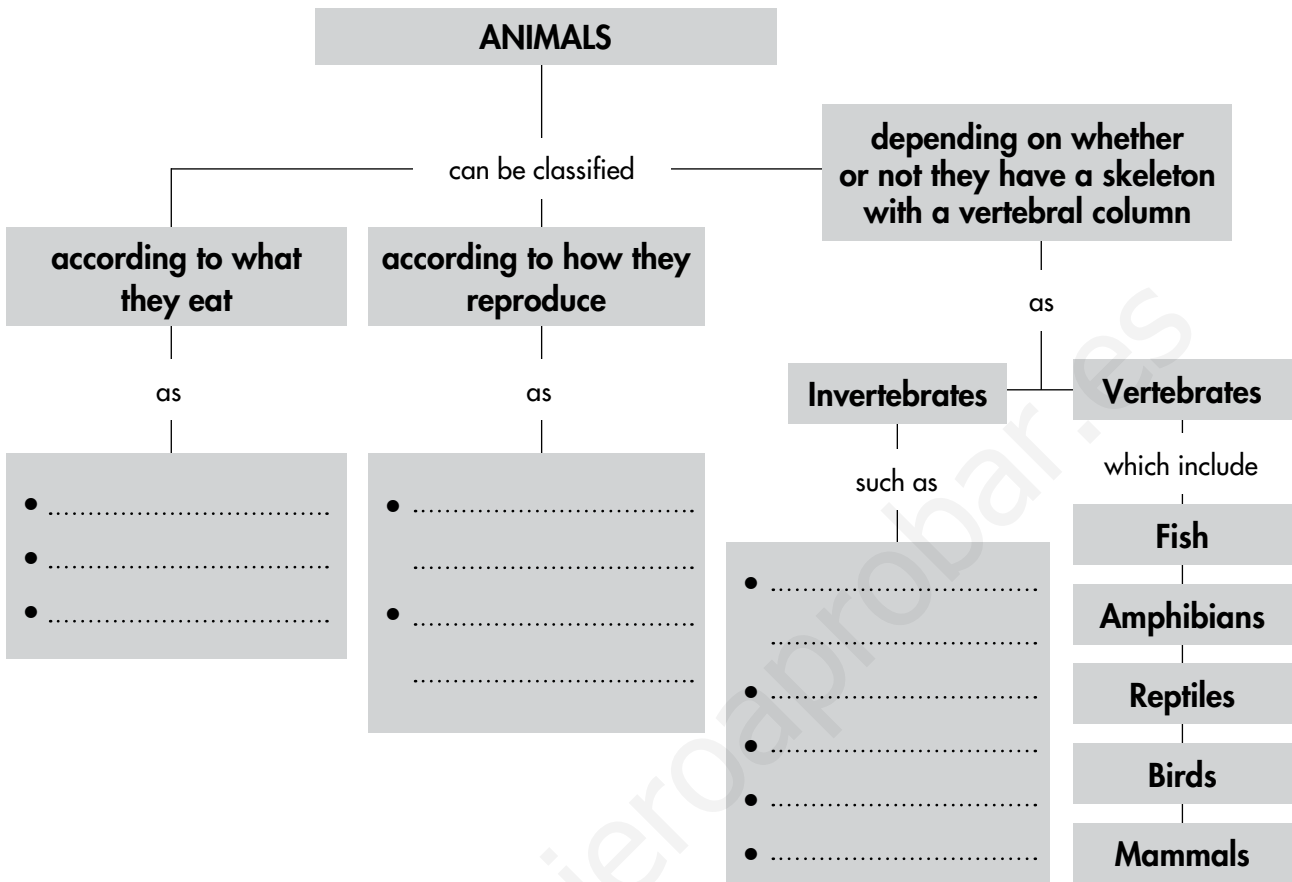 ANIMALS
can be classified
according to what
they eat
as
● ....................
● ....................
● ....................
according to how they
reproduce
as
● ....................
....................
● ....................
....................
depending on whether
or not they have a skeleton
with a vertebral column
as
Invertebrates
such as
● ....................
....................
● ....................
● ....................
● ....................
● ....................
Vertebrates
which include
Fish
Amphibians
Reptiles
Birds
Mammals
ieroaprobar.es